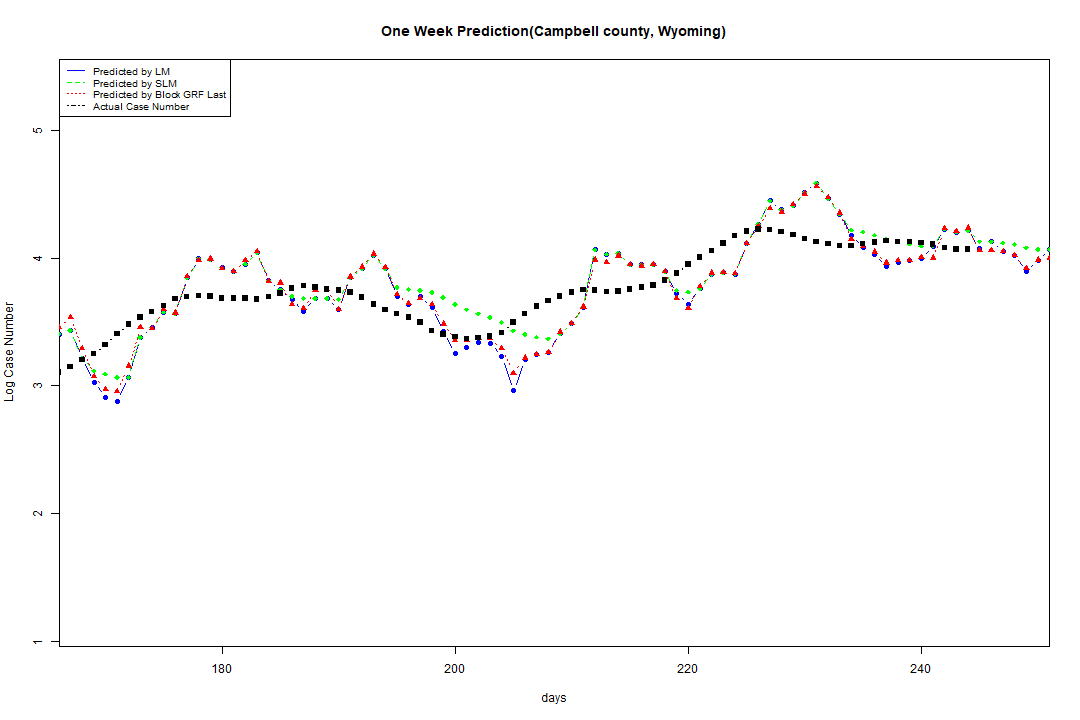 One Week Prediction(Campbell county, Wyoming)
Predicted by LM
Predicted by SLM
Predicted by Block GRF Last
Actual Case Number
5
4
3
2
1
Log Case Number
180 200 220 240
days